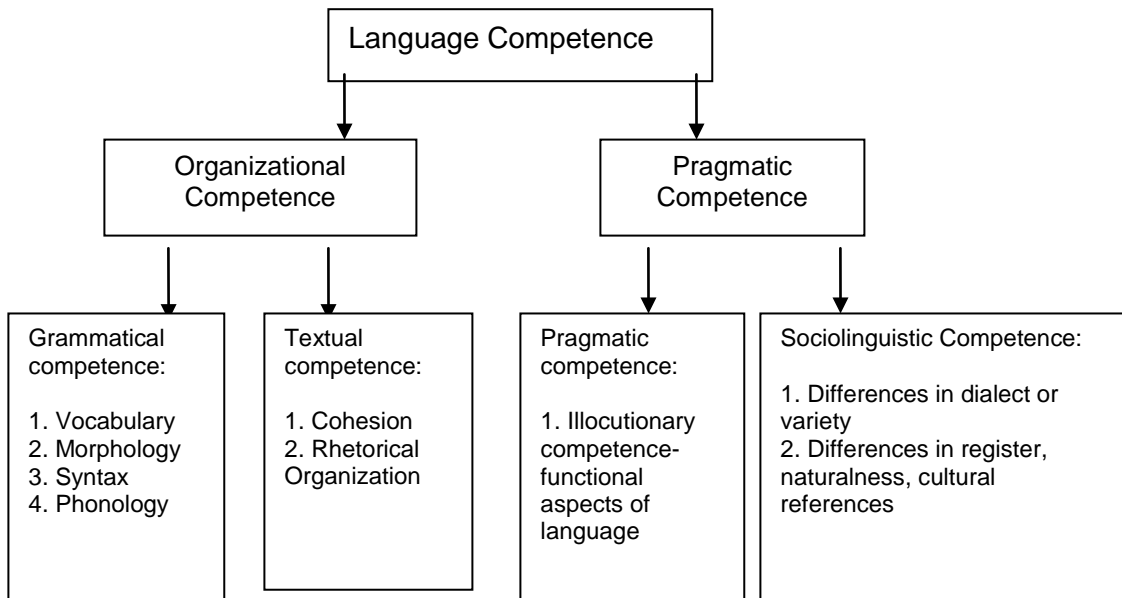 Language Competence
Organizational
Competence
Pragmatic
Competence
Grammatical
competence:
1. Vocabulary
2. Morphology
3. Syntax
4. Phonology
Textual
competence:
1. Cohesion
2. Rhetorical
Organization
Pragmatic
competence:
1. Illocutionary
competence-
functional
aspects of
language
Sociolinguistic Competence:
1. Differences in dialect or
variety
2. Differences in register,
naturalness, cultural
references